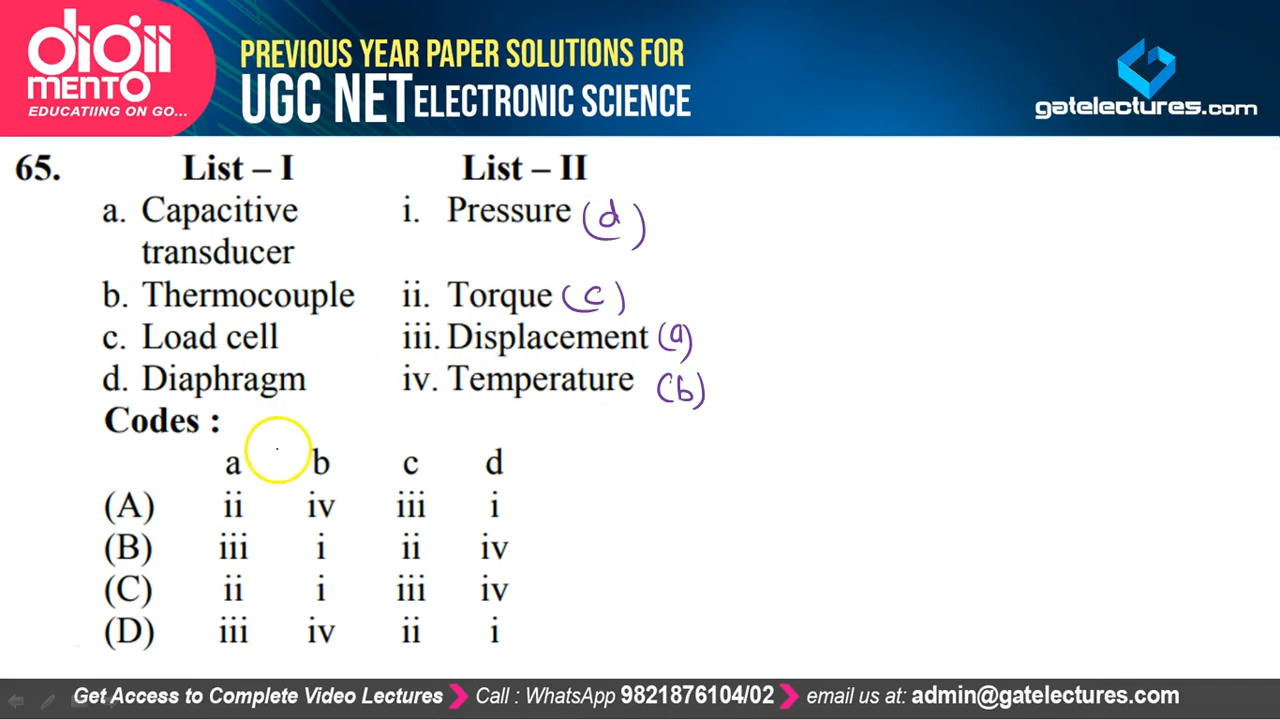 digii
MENTO
EDUCATIING ON GO...
PREVIOUS YEAR PAPER SOLUTIONS FOR
UGC NET ELECTRONIC SCIENCE
gatelectures.com
65. List – I List – II
a. Capacitive i. Pressure (d)
transducer
b. Thermocouple ii. Torque (c)
c. Load cell iii. Displacement (a)
d. Diaphragm iv. Temperature (b)
Codes :
a b c d
(A) ii iv iii i
(B) iii i ii iv
(C) ii i iii iv
(D) iii iv ii i
Get Access to Complete Video Lectures Call : WhatsApp 9821876104/02 email us at: admin@gatelectures.com